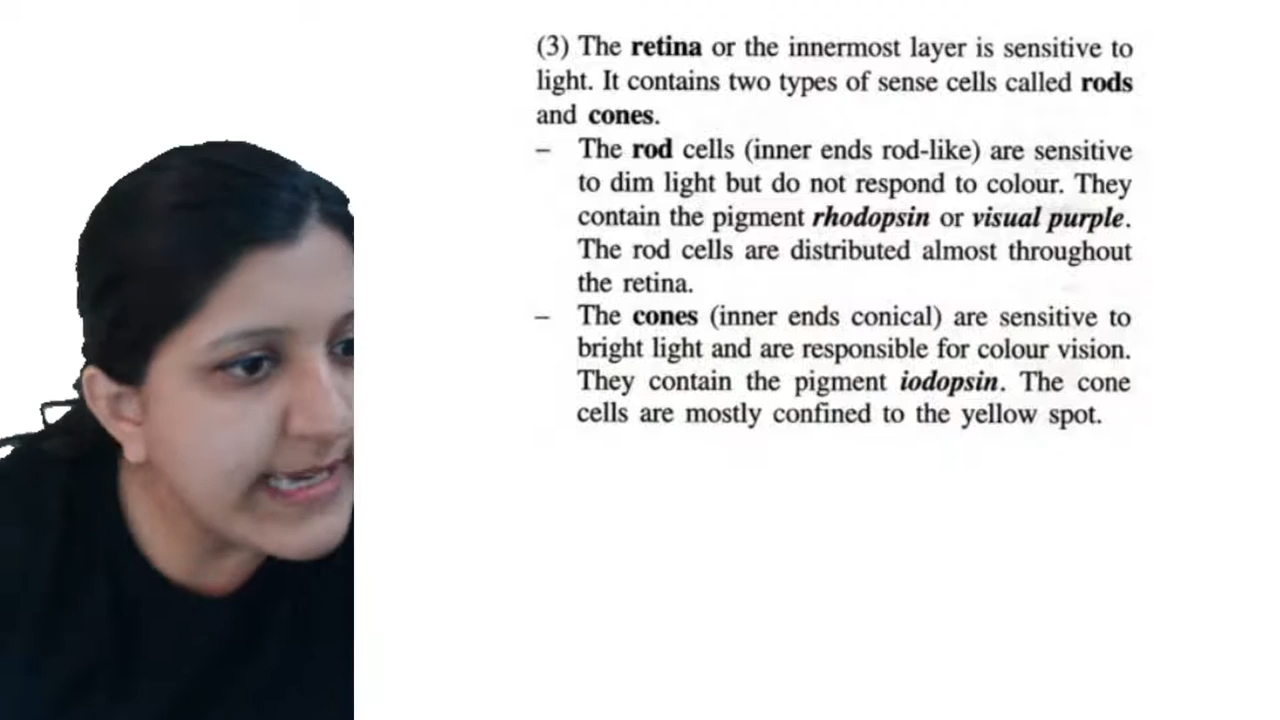 (3) The retina or the innermost layer is sensitive to
light. It contains two types of sense cells called rods
and cones.
– The rod cells (inner ends rod-like) are sensitive
to dim light but do not respond to colour. They
contain the pigment rhodopsin or visual purple.
The rod cells are distributed almost throughout
the retina.
– The cones (inner ends conical) are sensitive to
bright light and are responsible for colour vision.
They contain the pigment iodopsin. The cone
cells are mostly confined to the yellow spot.